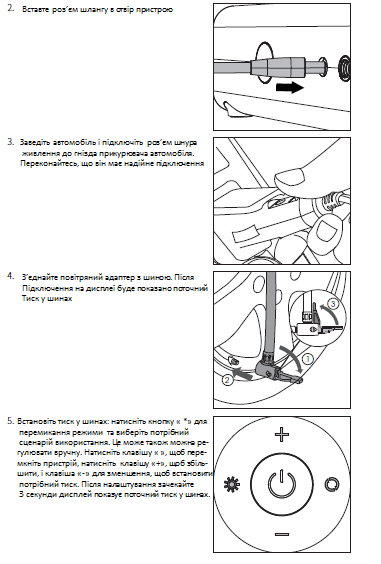 2. Вставте роз’єм шлангу в отвір пристрою
3. Заведіть автомобіль і підключіть роз’єм шнура
живлення до гнізда прикурювача автомобіля.
Переконайтесь, що він має надійне підключення
4. З’єднайте повітряний адаптер з шиною. Після
Підключення на дисплеї буде показано поточний
Тиск у шинах
3
1
2
5. Встановіть тиск у шинах: натисніть кнопку « *» для
перемикання режими та виберіть потрібний
сценарій використання. Це може також можна ре-
гулювати вручну. Натисніть клавішу « », щоб пере-
мкніть пристрій, натисніть клавішу «+», щоб збіль-
шити, і клавіша «-» для зменшення, щоб встановити
потрібний тиск. Після налаштування зачекайте
3 секунди дисплей показує поточний тиск у шинах.